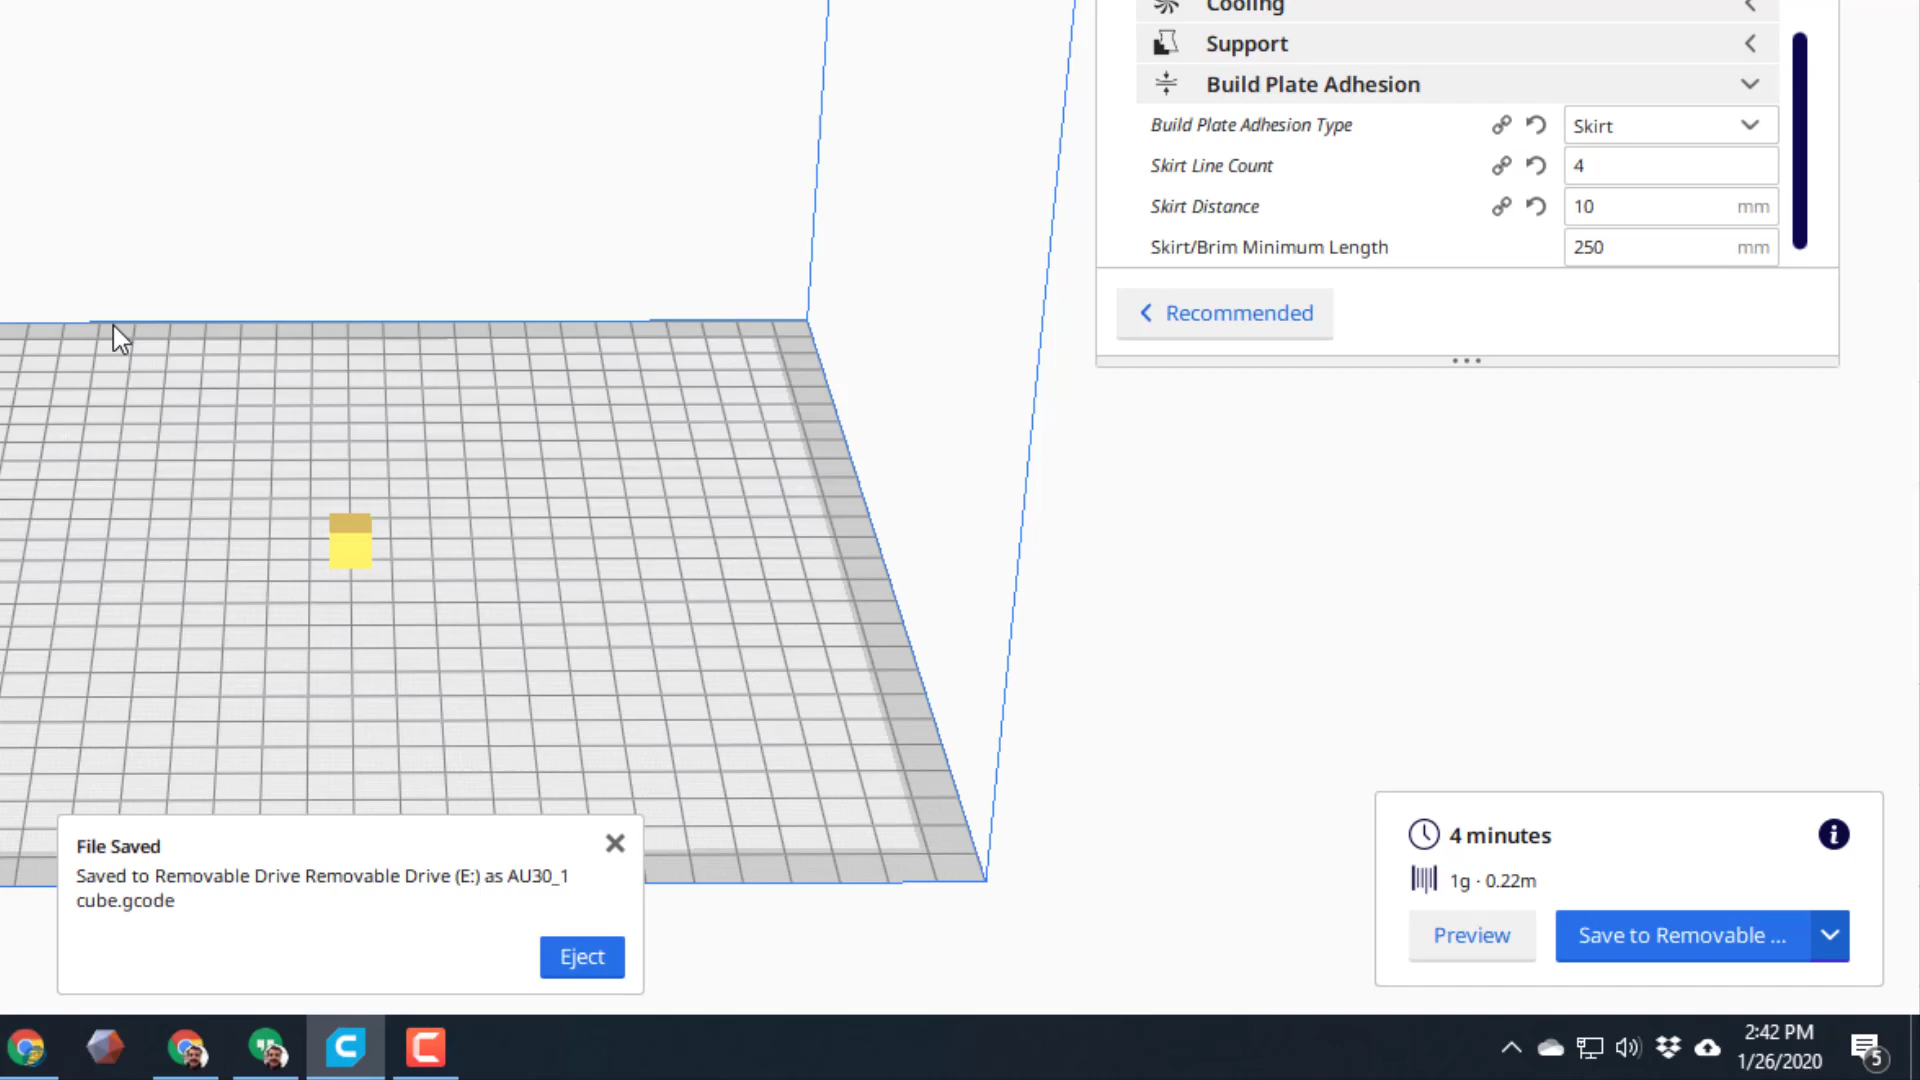 Cooling
Support
Build Plate Adhesion
Build Plate Adhesion Type Skirt
Skirt Line Count 4
Skirt Distance 10 mm
Skirt/Brim Minimum Length 250 mm
Recommended
File Saved
Saved to Removable Drive Removable Drive (E:) as AU30_1
cube.gcode
Eject
4 minutes
1g · 0.22m
Preview
Save to Removable ...
2:42 PM
1/26/2020
5